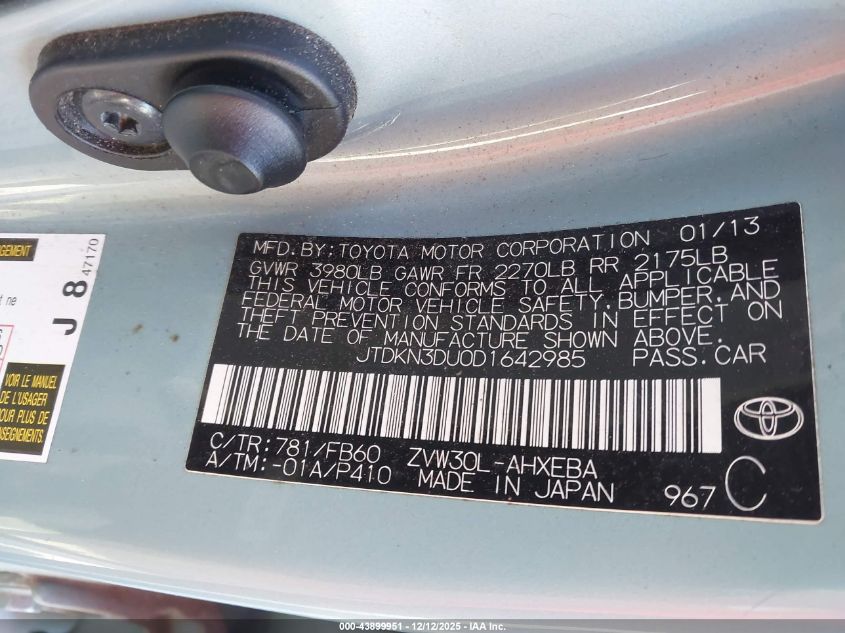 GEMENT
47170
J 8
t ne
VOIR LE MANUEL
DE L'USAGER
POUR PLUS DE
MFD. BY: TOYOTA MOTOR CORPORATION 01/13
GVWR 3980LB GAWR FR 2270LB RR 2175LB
THIS VEHICLE CONFORMS TO ALL APPLICABLE
FEDERAL MOTOR VEHICLE SAFETY, BUMPER, AND
THEFT PREVENTION STANDARDS IN EFFECT ON
THE DATE OF MANUFACTURE SHOWN ABOVE.
JTDKN3DU0D1642985 PASS. CAR
C/TR: 781/FB60 ZVW30L-AHXEBA
A/TM: -01A/P410 MADE IN JAPAN 967 C
000-43899951 - 12/12/2025 - IAA Inc.